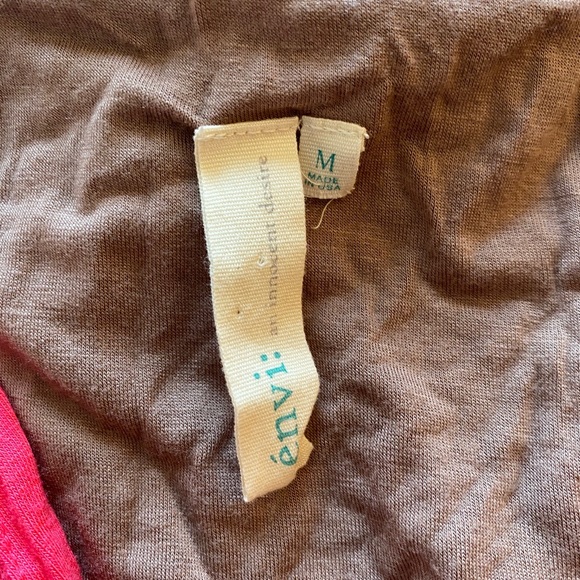 énvi:
an innocent desire
M
MADE
IN USA